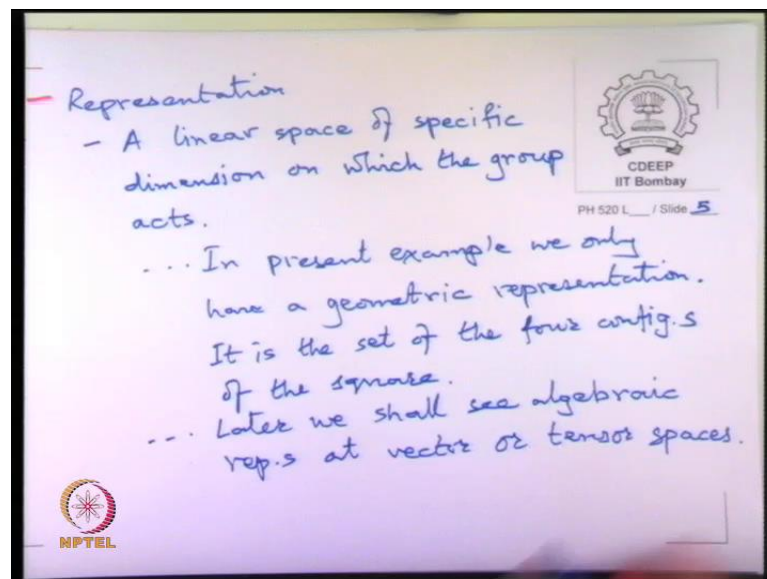 - Representation
- A linear space of specific
dimension on which the group
acts.
... In present example we only
have a geometric representation.
It is the set of the four config.s
of the square.
... Later we shall see algebraic
rep.s at vector or tensor spaces.
CDEEP
IIT Bombay
PH 520 L__ / Slide 5
NPTEL